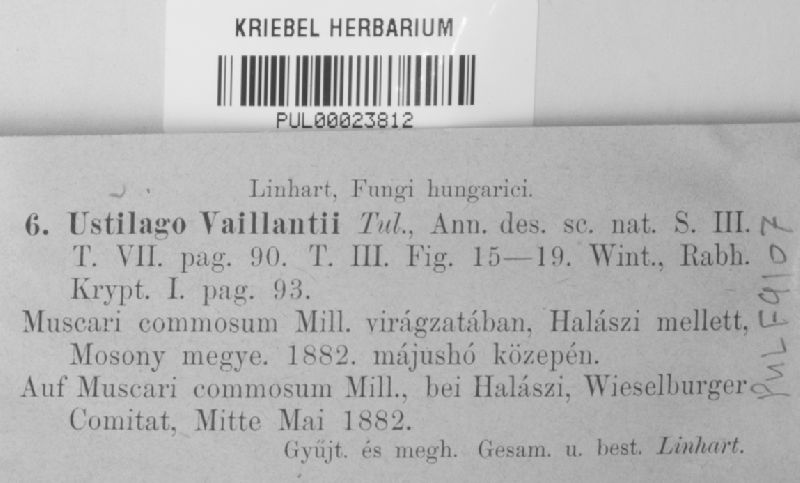 KRIEBEL HERBARIUM
PUL00023812
Linhart, Fungi hungarici.
6. Ustilago Vaillantii Tul., Ann. des. sc. nat. S. III.
T. VII. pag. 90. T. III. Fig. 15—19. Wint., Rabh.
Krypt. I. pag. 93.
Muscari commosum Mill. virágzatában, Halászi mellett,
Mosony megye. 1882. májushó közepén.
Auf Muscari commosum Mill., bei Halászi, Wieselburger
Comitat, Mitte Mai 1882.
Gyűjt. és megh. Gesam. u. best. Linhart.
PUL F9107